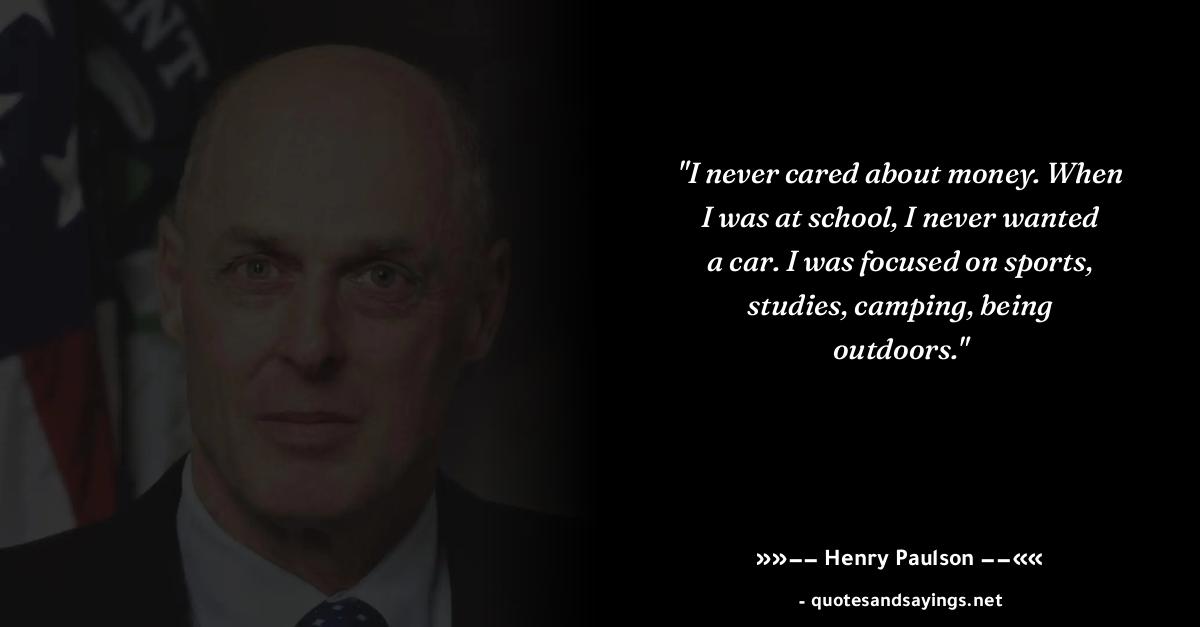 ENT
"I never cared about money. When
I was at school, I never wanted
a car. I was focused on sports,
studies, camping, being
outdoors."
»»−− Henry Paulson −−««
- quotesandsayings.net